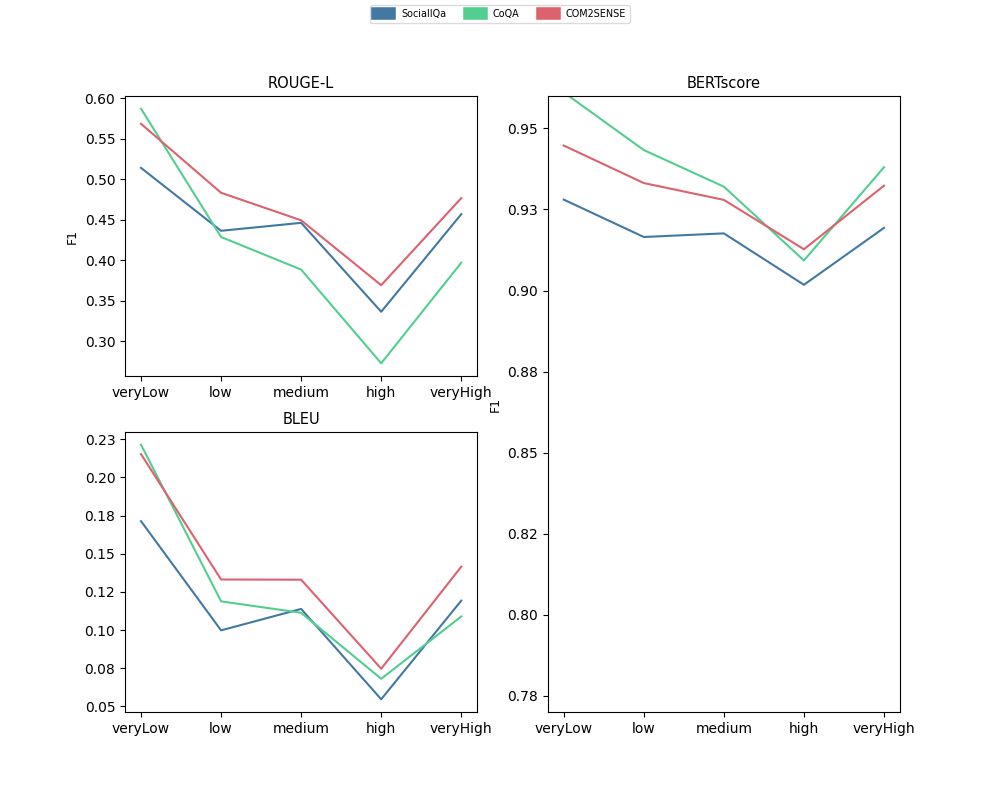 SocialIQa CoQA COM2SENSE
ROUGE-L
F1
0.60
0.55
0.50
0.45
0.40
0.35
0.30
veryLow low medium high veryHigh
BLEU
0.23
0.20
0.18
0.15
0.12
0.10
0.08
0.05
veryLow low medium high veryHigh
BERTscore
F1
0.95
0.93
0.90
0.88
0.85
0.82
0.80
0.78
veryLow low medium high veryHigh